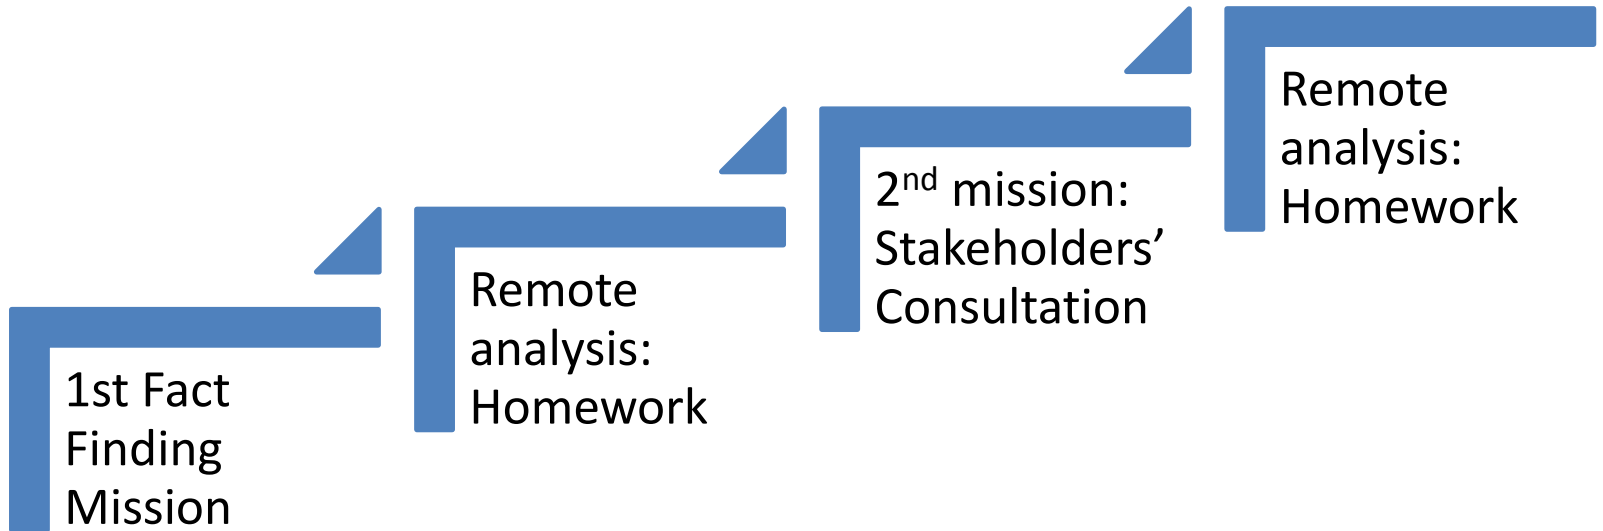 1st Fact
Finding
Mission
Remote
analysis:
Homework
2nd mission:
Stakeholders’
Consultation
Remote
analysis:
Homework